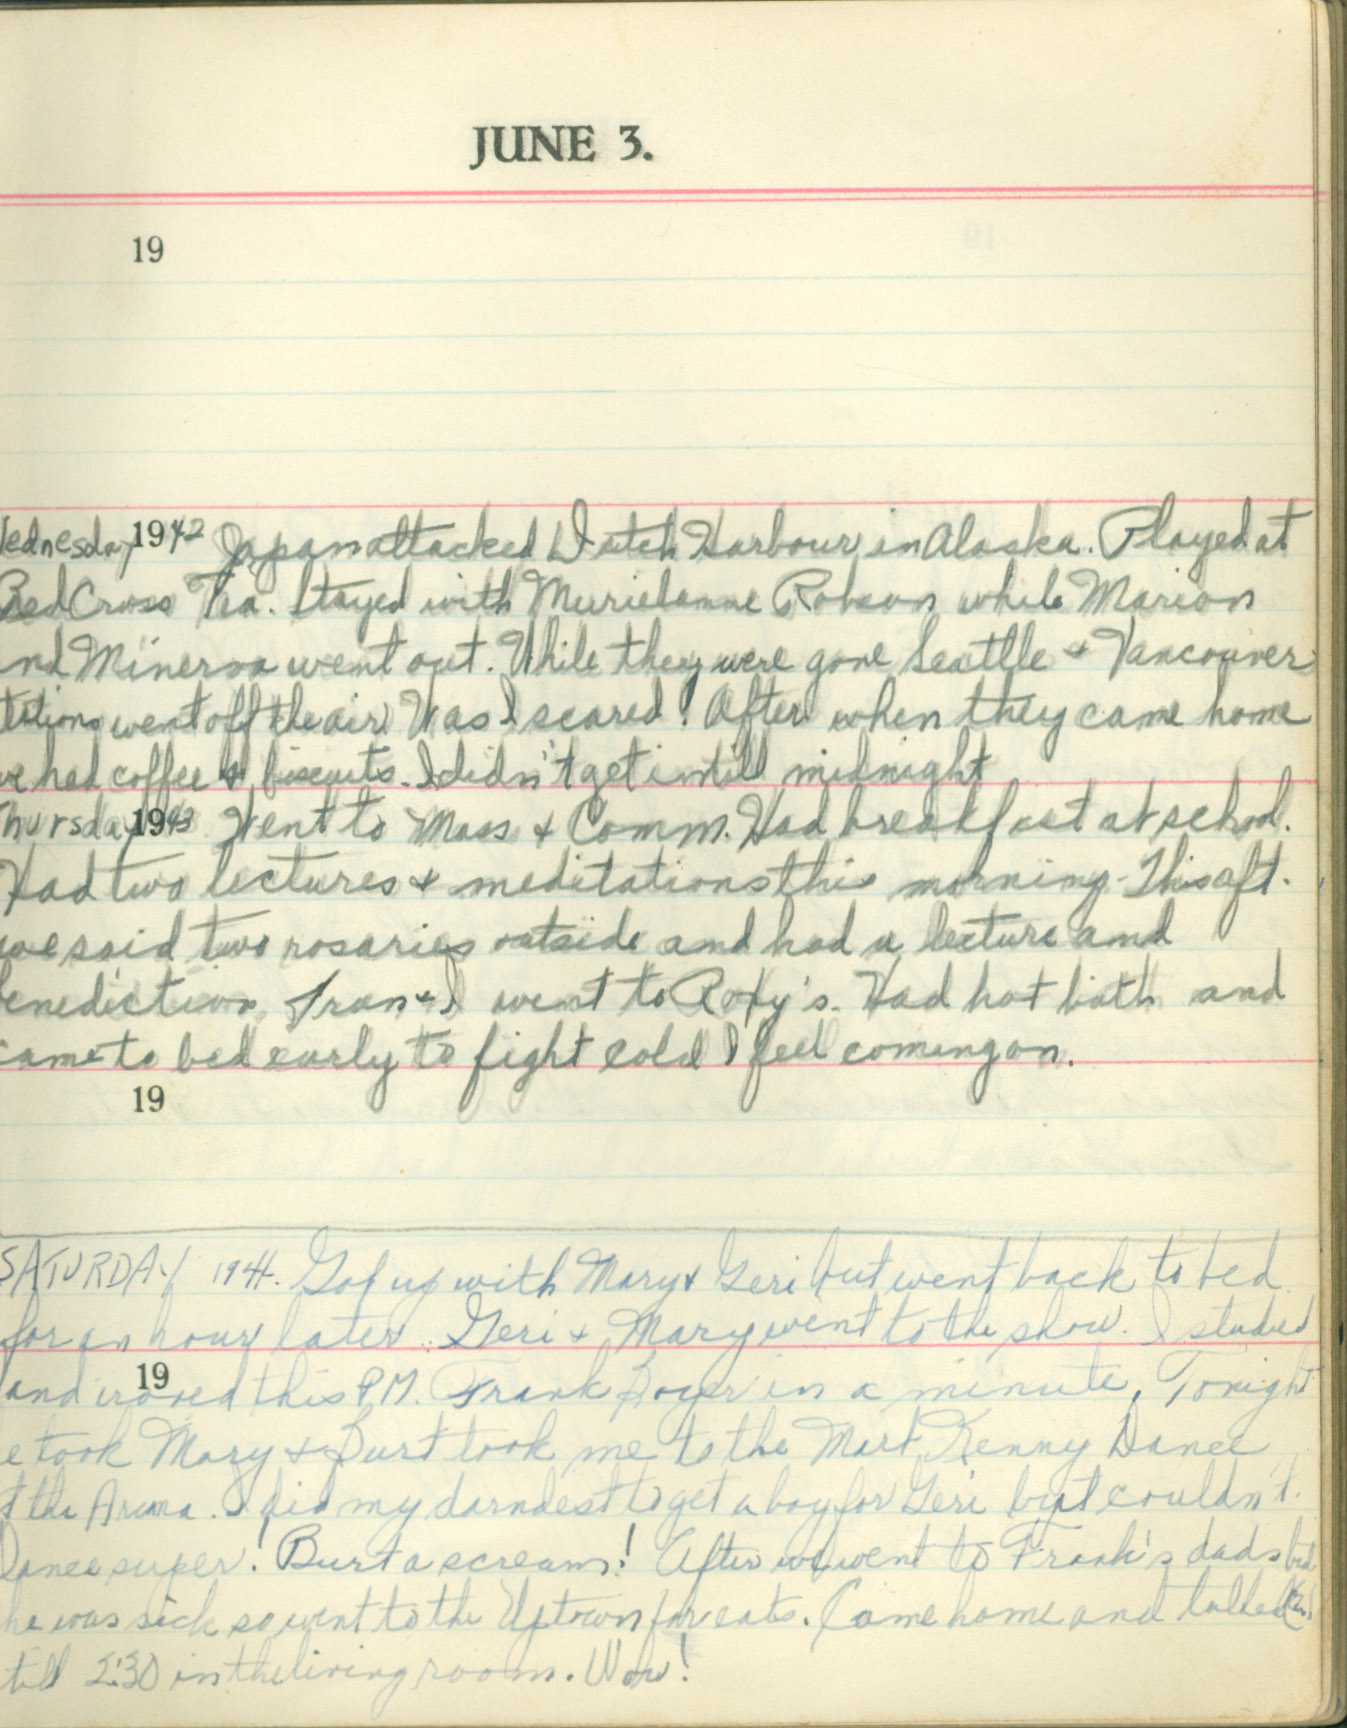 JUNE 3.
19
Wednesday 1942 Japan attacked Dutch Harbour in Alaska. Played at
Red Cross Tea. Stayed with Murielanne Robson while Marion
nd Minerva went out. While they were gone Seattle & Vancouver
tations went off the air. Was I scared! After when they came home
we had coffee & biscuits. I didn't get in till midnight
Thursday 1943 Went to Mass & Comm. Had breakfast at school.
Had two lectures & meditations this morning. This aft.
we said two rosaries outside and had a lecture and
benediction. Fran & I went to Roxy's. Had hot bath and
came to bed early to fight cold I feel coming on.
19
SATURDAY 1944. Got up with Mary & Geri but went back to bed
for an hour later. Geri & Mary went to the show. I studied
19
and ironed this P.M. Frank Boyer in a minute. Tonight
e took Mary & Burt took me to the Mart Kenny Dance
t the Arena. I did my darndest to get a boy for Geri but couldn't.
Dance super! Burt a scream! After we went to Frank's dads but
he was sick so went to the Uptown for eats. Came home and talked
till 2:30 in the living room. Wow!